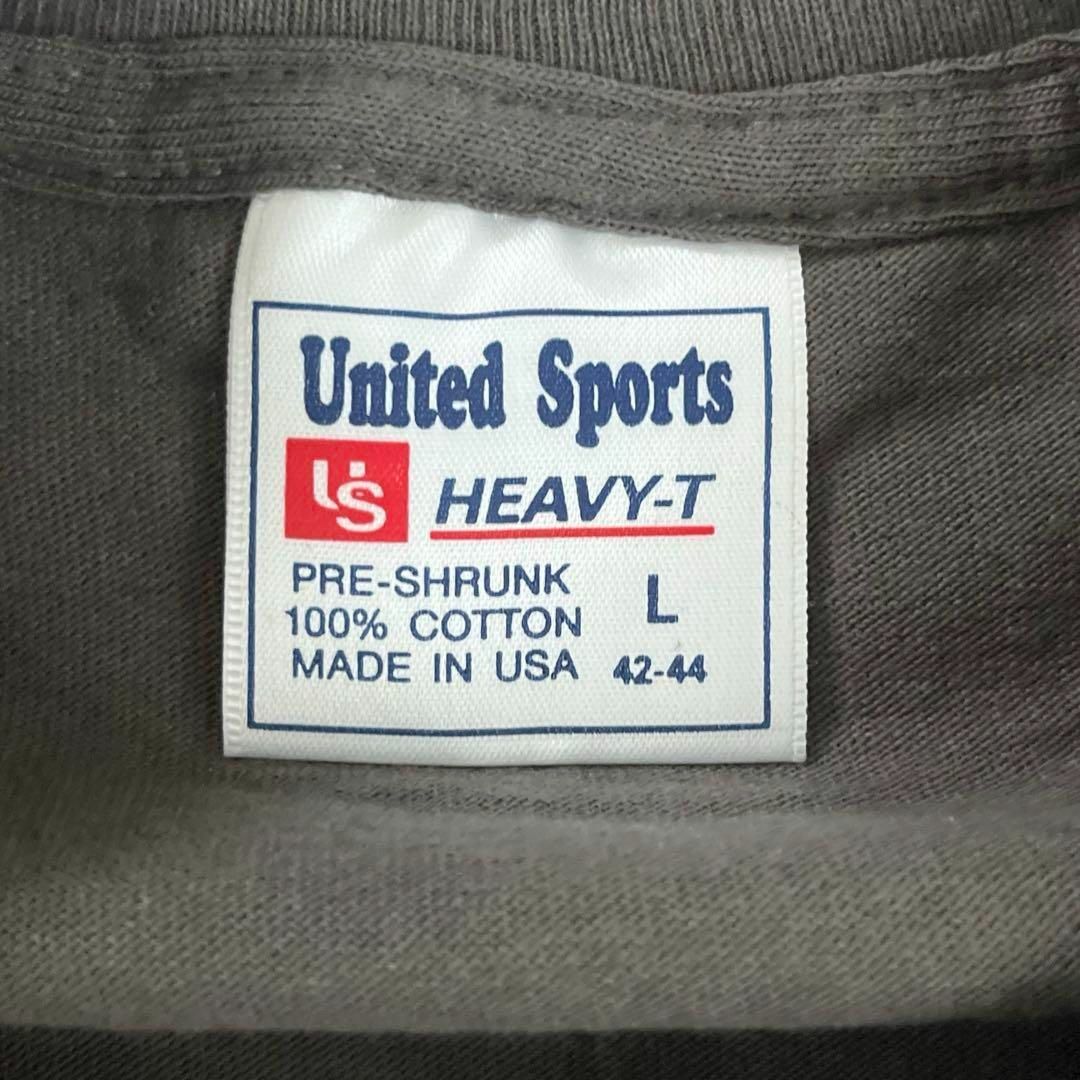 United Sports
US HEAVY-T
PRE-SHRUNK
100% COTTON L
MADE IN USA 42-44